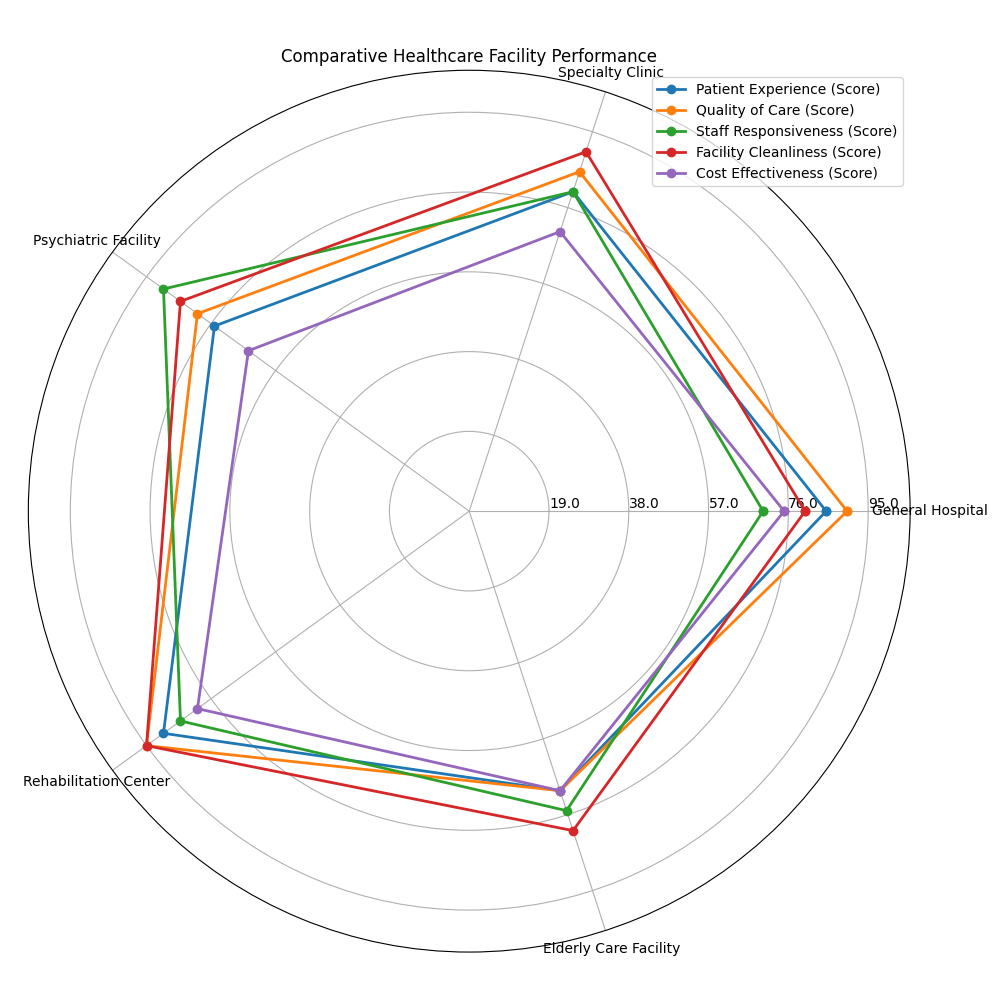 Comparative Healthcare Facility Performance
Specialty Clinic
Patient Experience (Score)
Quality of Care (Score)
Staff Responsiveness (Score)
Facility Cleanliness (Score)
Cost Effectiveness (Score)
Psychiatric Facility
19.0 38.0 57.0 76.0 95.0
General Hospital
Rehabilitation Center
Elderly Care Facility